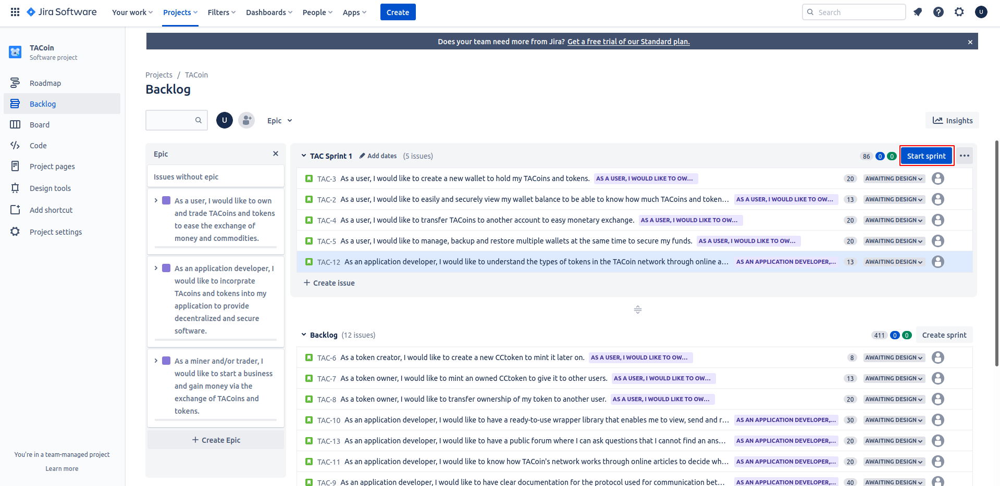 Jira Software Your work Projects Filters Dashboards People Apps Create Search U
Does your team need more from Jira? Get a free trial of our Standard plan.
TACoin
Software project
Roadmap
Backlog
Board
Code
Project pages
Design tools
Add shortcut
Project settings
You're in a team-managed project
Learn more
Projects / TACoin
Backlog
U Epic Insights
Epic
Issues without epic
As a user, I would like to own
and trade TACoins and tokens
to ease the exchange of
money and commodities.
As an application developer, I
would like to incorprate
TAcoins and tokens into my
application to provide
decentralized and secure
software.
As a miner and/or trader, I
would like to start a business
and gain money via the
exchange of TACoins and
tokens.
+ Create Epic
TAC Sprint 1 Add dates (5 issues) 86 0 0 Start sprint ...
TAC-3 As a user, I would like to create a new wallet to hold my TACoins and tokens. AS A USER, I WOULD LIKE TO OW... 20 AWAITING DESIGN
TAC-2 As a user, I would like to easily and securely view my wallet balance to be able to know how much TACoins and token... AS A USER, I WOULD LIKE TO OW... 13 AWAITING DESIGN
TAC-4 As a user, I would like to transfer TACoins to another account to easy monetary exchange. AS A USER, I WOULD LIKE TO OW... 20 AWAITING DESIGN
TAC-5 As a user, I would like to manage, backup and restore multiple wallets at the same time to secure my funds. AS A USER, I WOULD LIKE TO OW... 20 AWAITING DESIGN
TAC-12 As an application developer, I would like to understand the types of tokens in the TACoin network through online a... AS AN APPLICATION DEVELOPER,... 13 AWAITING DESIGN
+ Create issue
Backlog (12 issues) 411 0 0 Create sprint
TAC-6 As a token creator, I would like to create a new CCtoken to mint it later on. AS A USER, I WOULD LIKE TO OW... 8 AWAITING DESIGN
TAC-7 As a token owner, I would like to mint an owned CCtoken to give it to other users. AS A USER, I WOULD LIKE TO OW... 13 AWAITING DESIGN
TAC-8 As a token owner, I would like to transfer ownership of my token to another user. AS A USER, I WOULD LIKE TO OW... 20 AWAITING DESIGN
TAC-10 As an application developer, I would like to have a ready-to-use wrapper library that enables me to view, send and r... AS AN APPLICATION DEVELOPER,... 30 AWAITING DESIGN
TAC-13 As an application developer, I would like to have a public forum where I can ask questions that I cannot find an ans... AS AN APPLICATION DEVELOPER,... 20 AWAITING DESIGN
TAC-11 As an application developer, I would like to know how TACoin's network works through online articles to decide wh... AS AN APPLICATION DEVELOPER,... 20 AWAITING DESIGN
TAC-9 As an application developer, I would like to have clear documentation for the protocol used for communication bet... AS AN APPLICATION DEVELOPER,... 40 AWAITING DESIGN